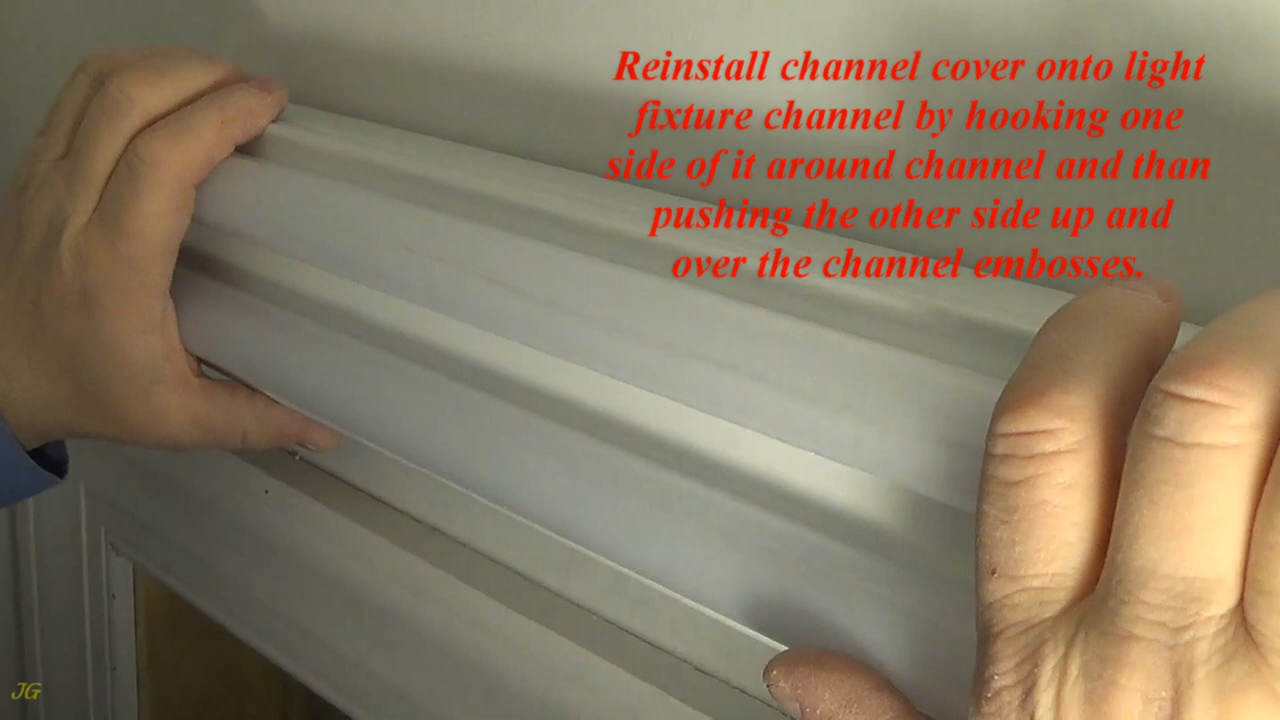 Reinstall channel cover onto light
fixture channel by hooking one
side of it around channel and than
pushing the other side up and
over the channel embosses.
JG